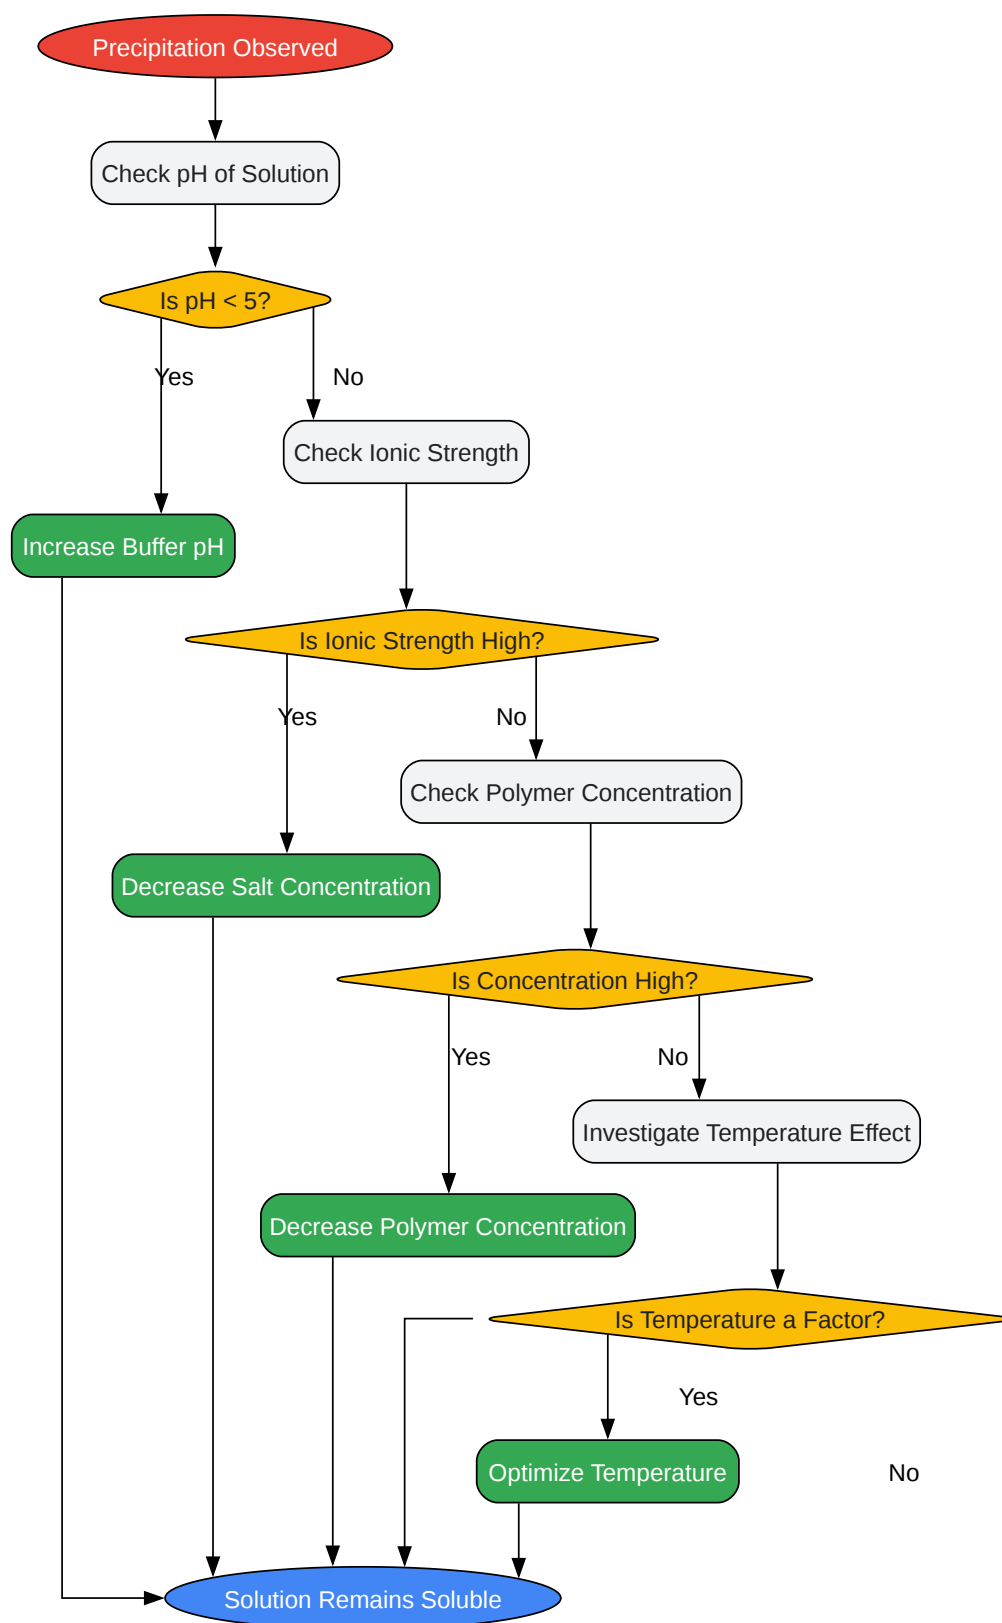 Precipitation Observed
Check pH of Solution
Is pH < 5?
Yes
No
Check Ionic Strength
Increase Buffer pH
Is Ionic Strength High?
Yes
No
Check Polymer Concentration
Decrease Salt Concentration
Is Concentration High?
Yes
No
Investigate Temperature Effect
Decrease Polymer Concentration
Is Temperature a Factor?
Yes
Optimize Temperature
No
Solution Remains Soluble